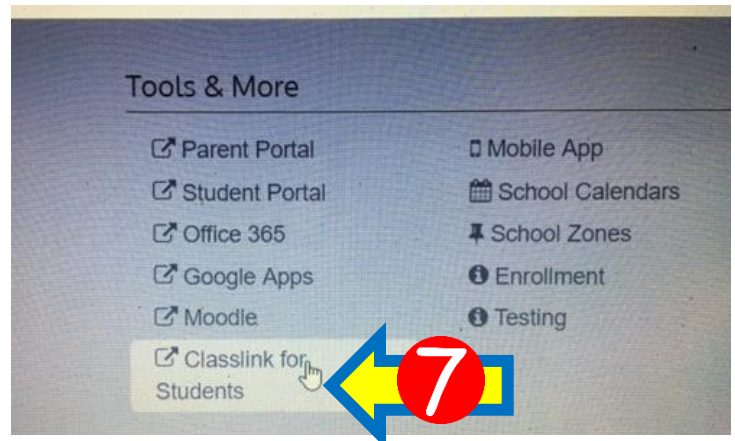 Tools & More
Parent Portal
Student Portal
Office 365
Google Apps
Moodle
Classlink for
Students
Mobile App
School Calendars
School Zones
Enrollment
Testing
7